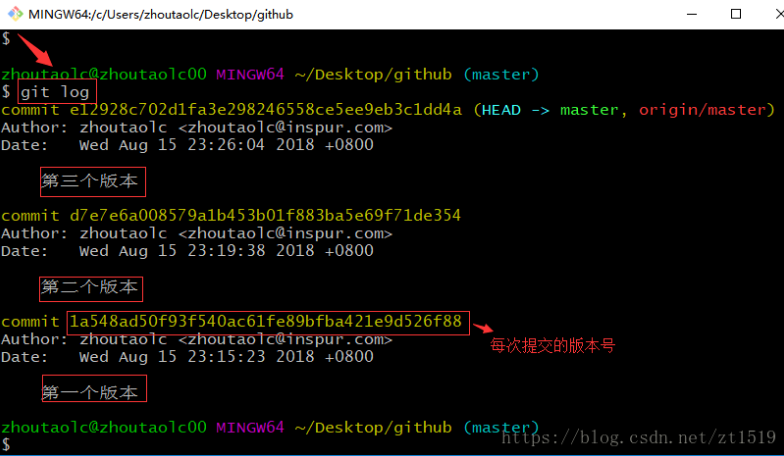 MINGW64:/c/Users/zhoutaolc/Desktop/github
$
zhoutaolc@zhoutaolc00 MINGW64 ~/Desktop/github (master)
$ git log
commit e12928c702d1fa3e298246558ce5ee9eb3c1dd4a (HEAD -> master, origin/master)
Author: zhoutaolc <zhoutaolc@inspur.com>
Date: Wed Aug 15 23:26:04 2018 +0800
第三个版本
commit d7e7e6a008579a1b453b01f883ba5e69f71de354
Author: zhoutaolc <zhoutaolc@inspur.com>
Date: Wed Aug 15 23:19:38 2018 +0800
第二个版本
commit 1a548ad50f93f540ac61fe89bfba421e9d526f88
每次提交的版本号
Author: zhoutaolc <zhoutaolc@inspur.com>
Date: Wed Aug 15 23:15:23 2018 +0800
第一个版本
zhoutaolc@zhoutaolc00 MINGW64 ~/Desktop/github (master)
$
https://blog.csdn.net/zt1519